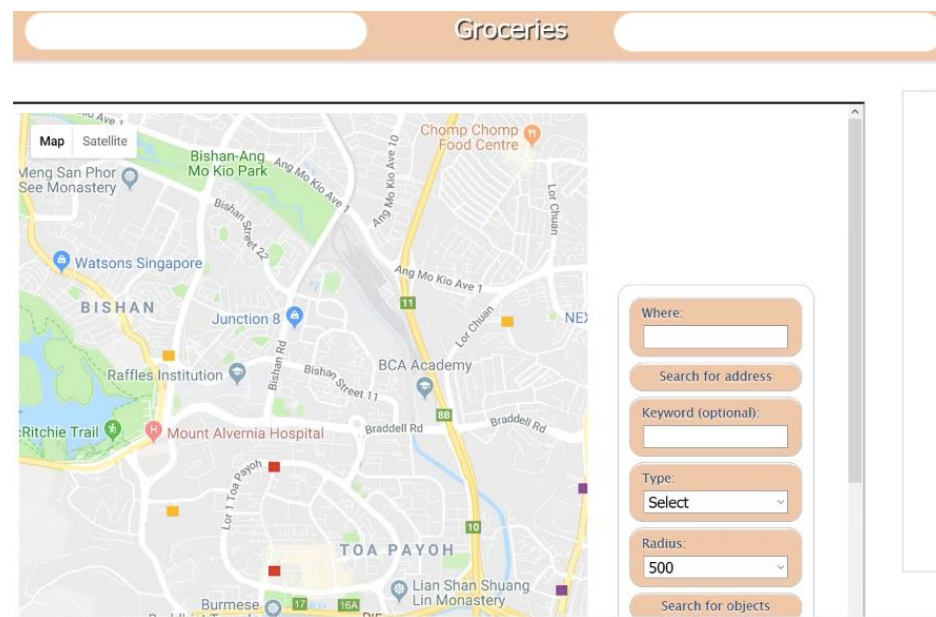 Groceries
Map
Satellite
Ang Mo Kio Ave 10
Chomp Chomp
Food Centre
Bishan-Ang
Mo Kio Park
Ang Mo Kio Ave 1
Meng San Phor
See Monastery
Lor Chuan
Bishan
Street 22
Watsons Singapore
Ang Mo Kio Ave 1
BISHAN
11
Junction 8
Lor Chuan
NEX
Bishan Rd
BCA Academy
Raffles Institution
Bishan Street 11
8B
Braddell Rd
Braddell Rd
Ritchie Trail
Mount Alvernia Hospital
Lor 1 Toa Payoh
10
TOA PAYOH
Lian Shan Shuang
Lin Monastery
Burmese
17
16A
PIE
Where:
Search for address
Keyword (optional):
Type:
Select
Radius:
500
Search for objects